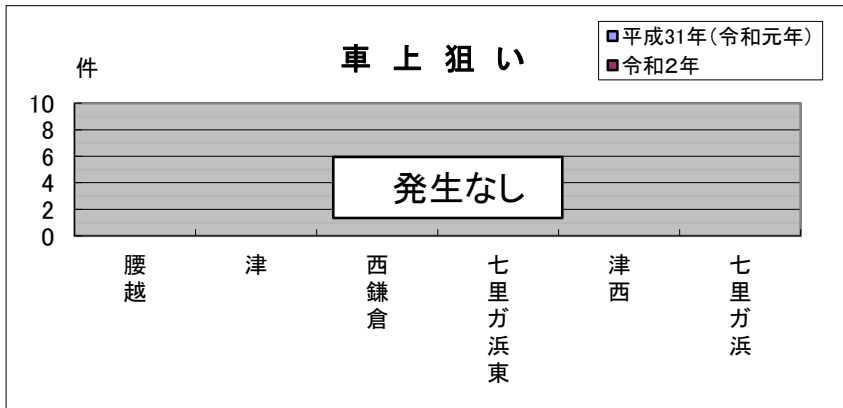 車上狙い
件
平成31年(令和元年)
令和2年
10
8
6
4
2
0
発生なし
腰越
津
西鎌倉
七里ガ浜東
津西
七里ガ浜